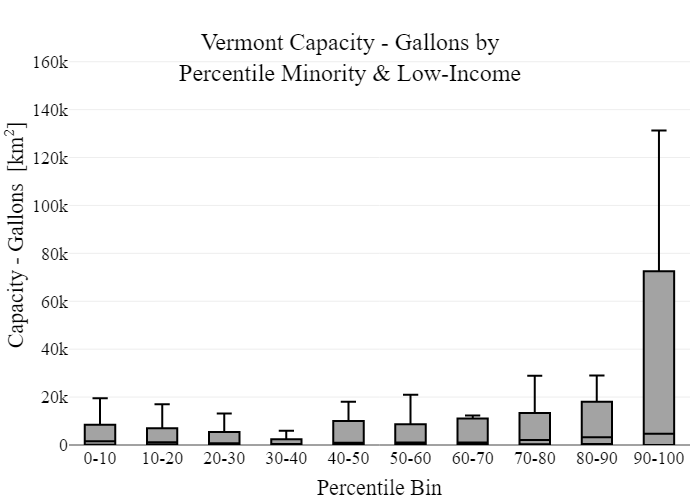 Vermont Capacity - Gallons by
Percentile Minority & Low-Income
Capacity - Gallons [km²]
160k
140k
120k
100k
80k
60k
40k
20k
0
0-10 10-20 20-30 30-40 40-50 50-60 60-70 70-80 80-90 90-100
Percentile Bin